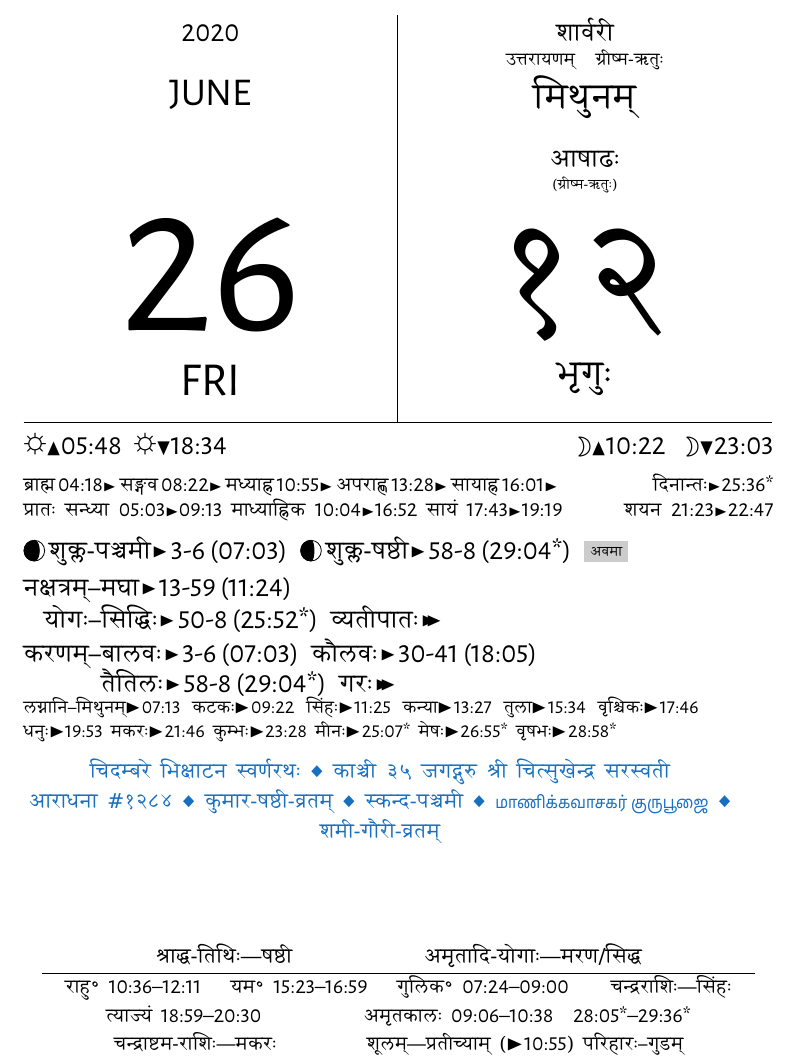 2020
JUNE
26
FRI
शार्वरी
उत्तरायणम् ग्रीष्म-ऋतुः
मिथुनम्
आषाढः
(ग्रीष्म-ऋतुः)
१२
भृगुः
▲05:48 ▼18:34 ☽▲10:22 ☽▼23:03
ब्राह्म 04:18► सङ्गव 08:22► मध्याह्न 10:55► अपराह्ण 13:28► सायाह्न 16:01► दिनान्तः►25:36*
प्रातः सन्ध्या 05:03►09:13 माध्याह्निक 10:04►16:52 सायं 17:43►19:19 शयन 21:23►22:47
शुक्ल-पञ्चमी►3-6 (07:03) शुक्ल-षष्ठी►58-8 (29:04*) अवमा
नक्षत्रम्–मघा►13-59 (11:24)
योगः–सिद्धिः►50-8 (25:52*) व्यतीपातः►►
करणम्–बालवः►3-6 (07:03) कौलवः►30-41 (18:05)
तैतिलः►58-8 (29:04*) गरः►►
लग्नानि–मिथुनम्►07:13 कटकः►09:22 सिंहः►11:25 कन्या►13:27 तुला►15:34 वृश्चिकः►17:46
धनुः►19:53 मकरः►21:46 कुम्भः►23:28 मीनः►25:07* मेषः►26:55* वृषभः►28:58*
चिदम्बरे भिक्षाटन स्वर्णरथः ♦ काञ्ची ३५ जगद्गुरु श्री चित्सुखेन्द्र सरस्वती
आराधना #१२८४ ♦ कुमार-षष्ठी-व्रतम् ♦ स्कन्द-पञ्चमी ♦ மாணிக்கவாசகர் குருபூஜை ♦
शमी-गौरी-व्रतम्
श्राद्ध-तिथिः—षष्ठी अमृतादि-योगाः—मरण/सिद्ध
राहु° 10:36–12:11 यम° 15:23–16:59 गुलिक° 07:24–09:00 चन्द्रराशिः—सिंहः
त्याज्यं 18:59–20:30 अमृतकालः 09:06–10:38 28:05*–29:36*
चन्द्राष्टम-राशिः—मकरः शूलम्—प्रतीच्याम् (►10:55) परिहारः–गुडम्